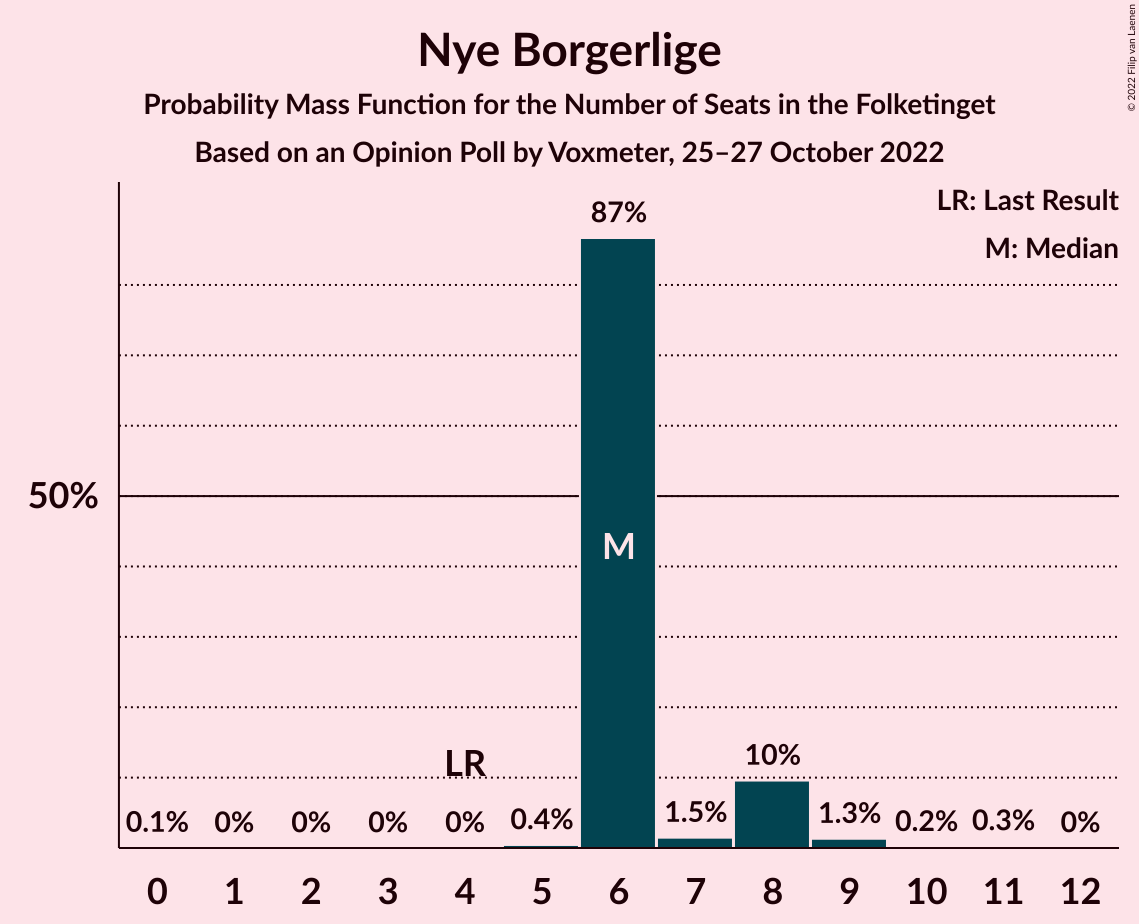 Nye Borgerlige
Probability Mass Function for the Number of Seats in the Folketinget
Based on an Opinion Poll by Voxmeter, 25–27 October 2022
© 2022 Filip van Laenen
LR: Last Result
M: Median
87%
50%
M
LR
10%
0.1% 0% 0% 0% 0% 0.4% 1.5% 1.3% 0.2% 0.3% 0%
0 1 2 3 4 5 6 7 8 9 10 11 12